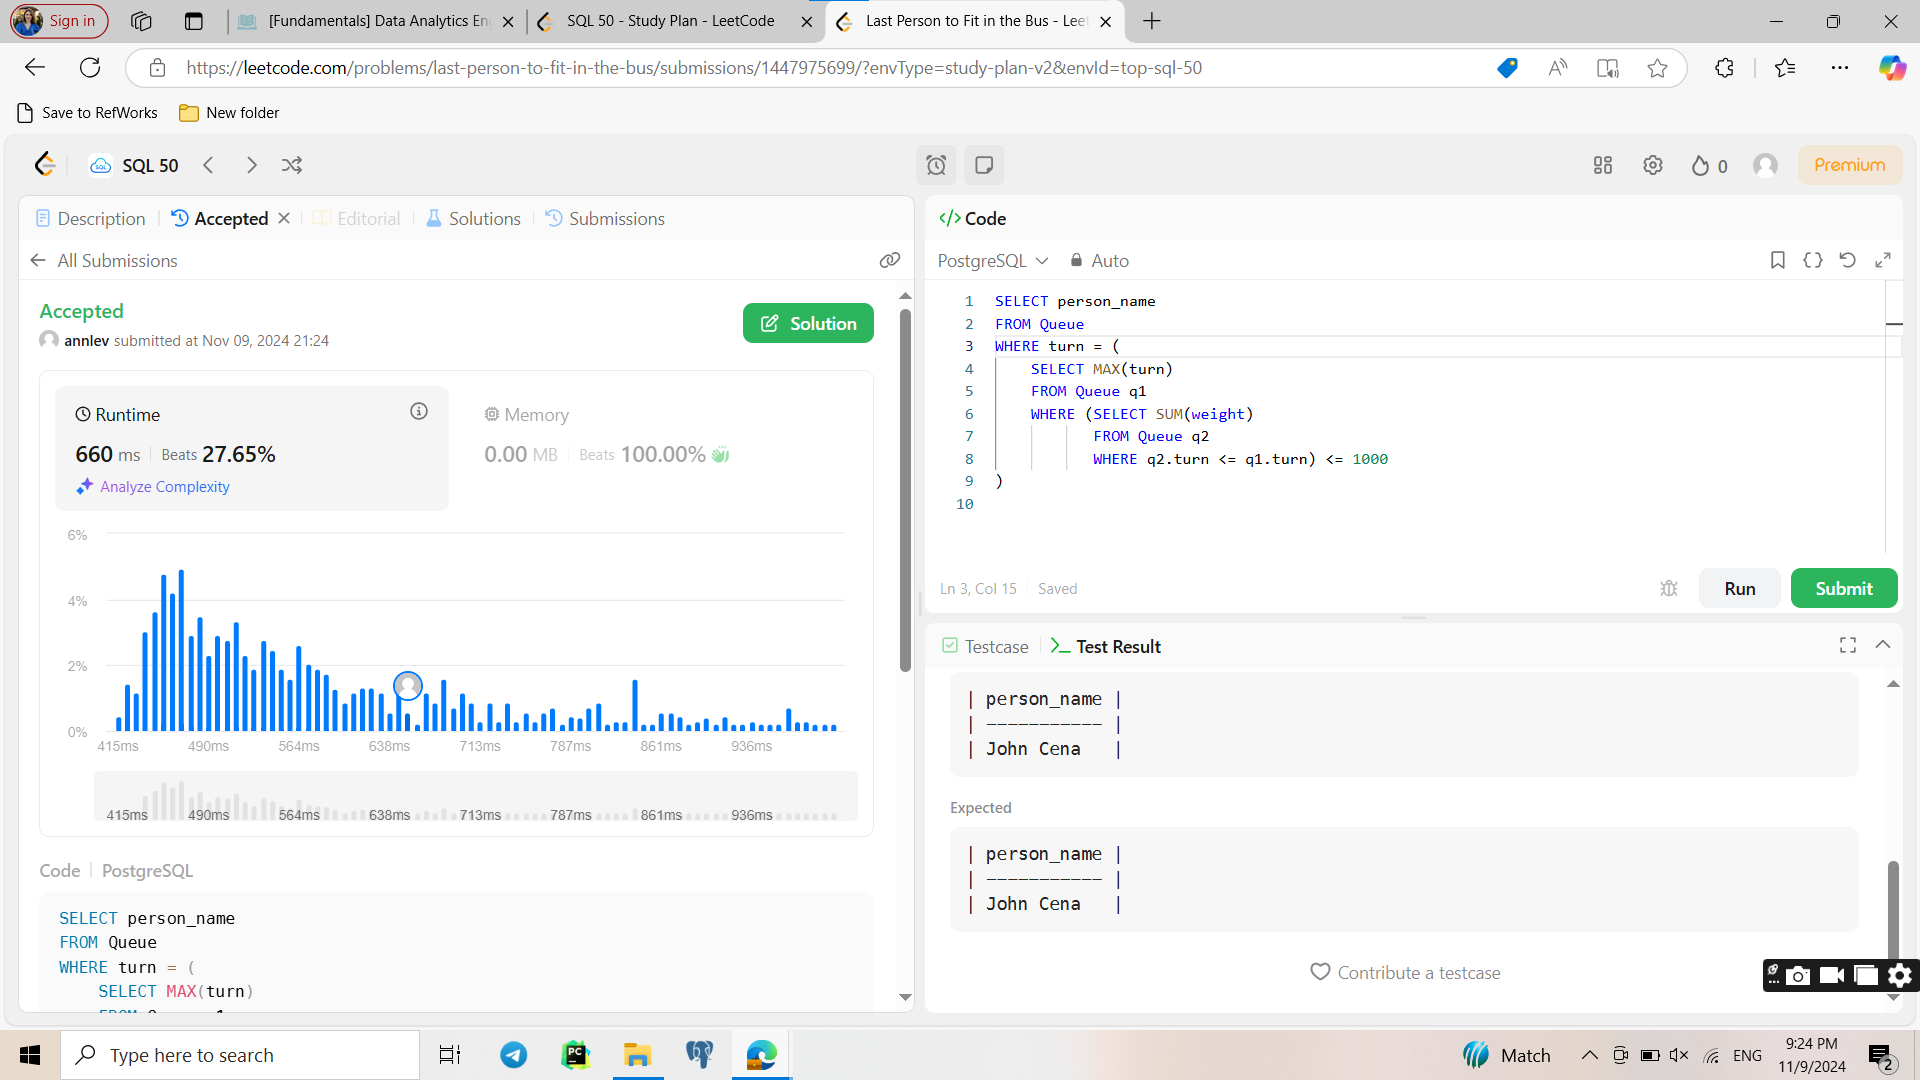 Sign in
[Fundamentals] Data Analytics En
SQL 50 - Study Plan - LeetCode
Last Person to Fit in the Bus - Leet
https://leetcode.com/problems/last-person-to-fit-in-the-bus/submissions/1447975699/?envType=study-plan-v2&envId=top-sql-50
Save to RefWorks
New folder
SQL 50
0
Premium
Description
Accepted
Editorial
Solutions
Submissions
All Submissions
Accepted
annlev submitted at Nov 09, 2024 21:24
Solution
Runtime
660 ms Beats 27.65%
Analyze Complexity
Memory
0.00 MB Beats 100.00%
6%
4%
2%
0%
415ms 490ms 564ms 638ms 713ms 787ms 861ms 936ms
415ms 490ms 564ms 638ms 713ms 787ms 861ms 936ms
Code PostgreSQL
SELECT person_name
FROM Queue
WHERE turn = (
SELECT MAX(turn)
</> Code
PostgreSQL Auto
1 SELECT person_name
2 FROM Queue
3 WHERE turn = (
4 SELECT MAX(turn)
5 FROM Queue q1
6 WHERE (SELECT SUM(weight)
7 FROM Queue q2
8 WHERE q2.turn <= q1.turn) <= 1000
9 )
10
Ln 3, Col 15 Saved
Run
Submit
Testcase
Test Result
| person_name |
| ----------- |
| John Cena |
Expected
| person_name |
| ----------- |
| John Cena |
Contribute a testcase
Type here to search
PC
Match
ENG
9:24 PM
11/9/2024
2